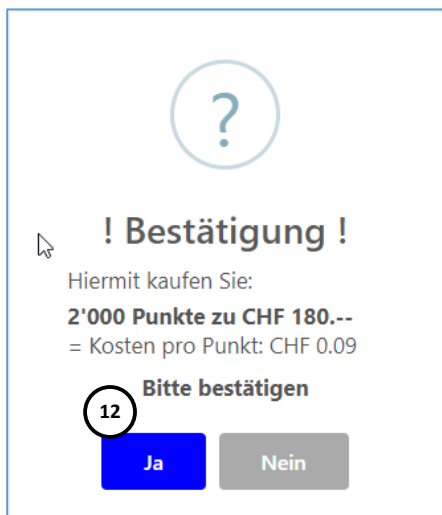 ?
! Bestätigung !
Hiermit kaufen Sie:
2'000 Punkte zu CHF 180.--
= Kosten pro Punkt: CHF 0.09
Bitte bestätigen
12
Ja Nein